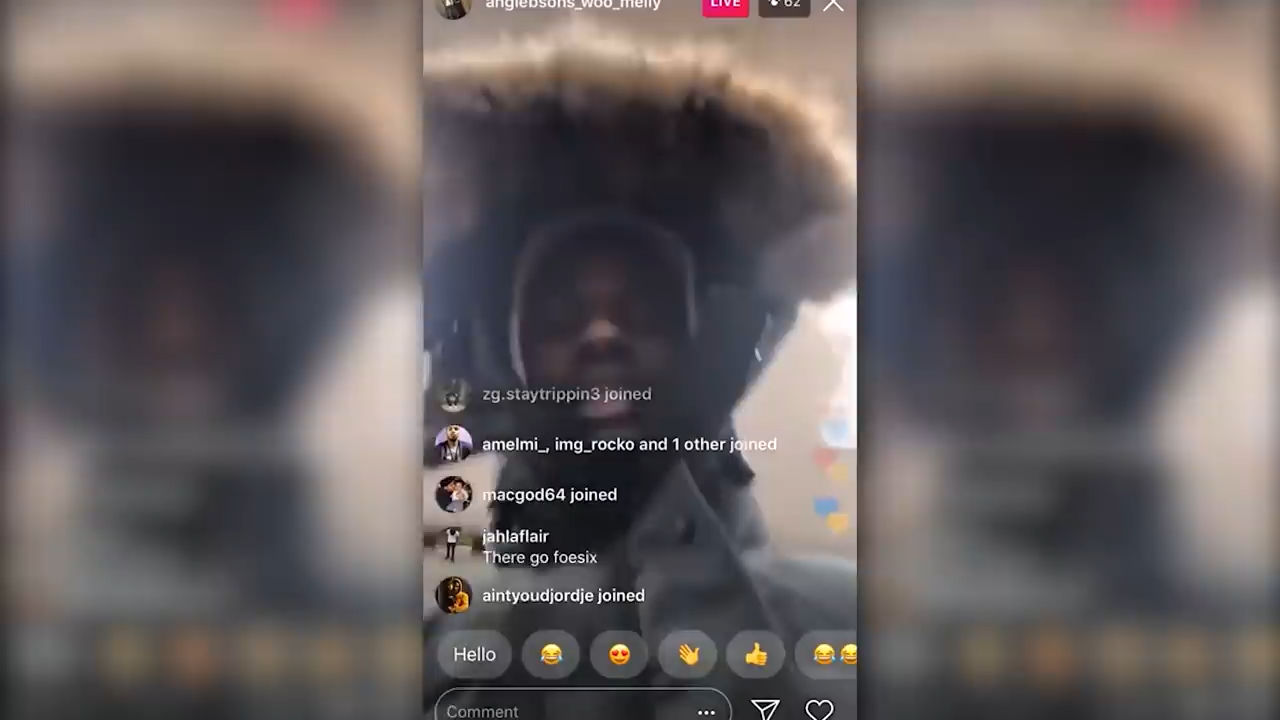 anglebsons_woo_melly
LIVE
62
zg.staytrippin3 joined
amelmi_, img_rocko and 1 other joined
macgod64 joined
jahlaflair
There go foesix
aintyoudjordje joined
Hello
Comment